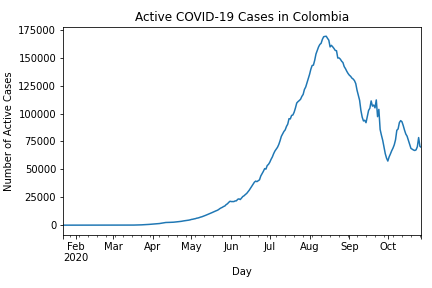 Active COVID-19 Cases in Colombia
175000
150000
125000
100000
75000
50000
25000
0
Number of Active Cases
Feb Mar Apr May Jun Jul Aug Sep Oct
2020
Day